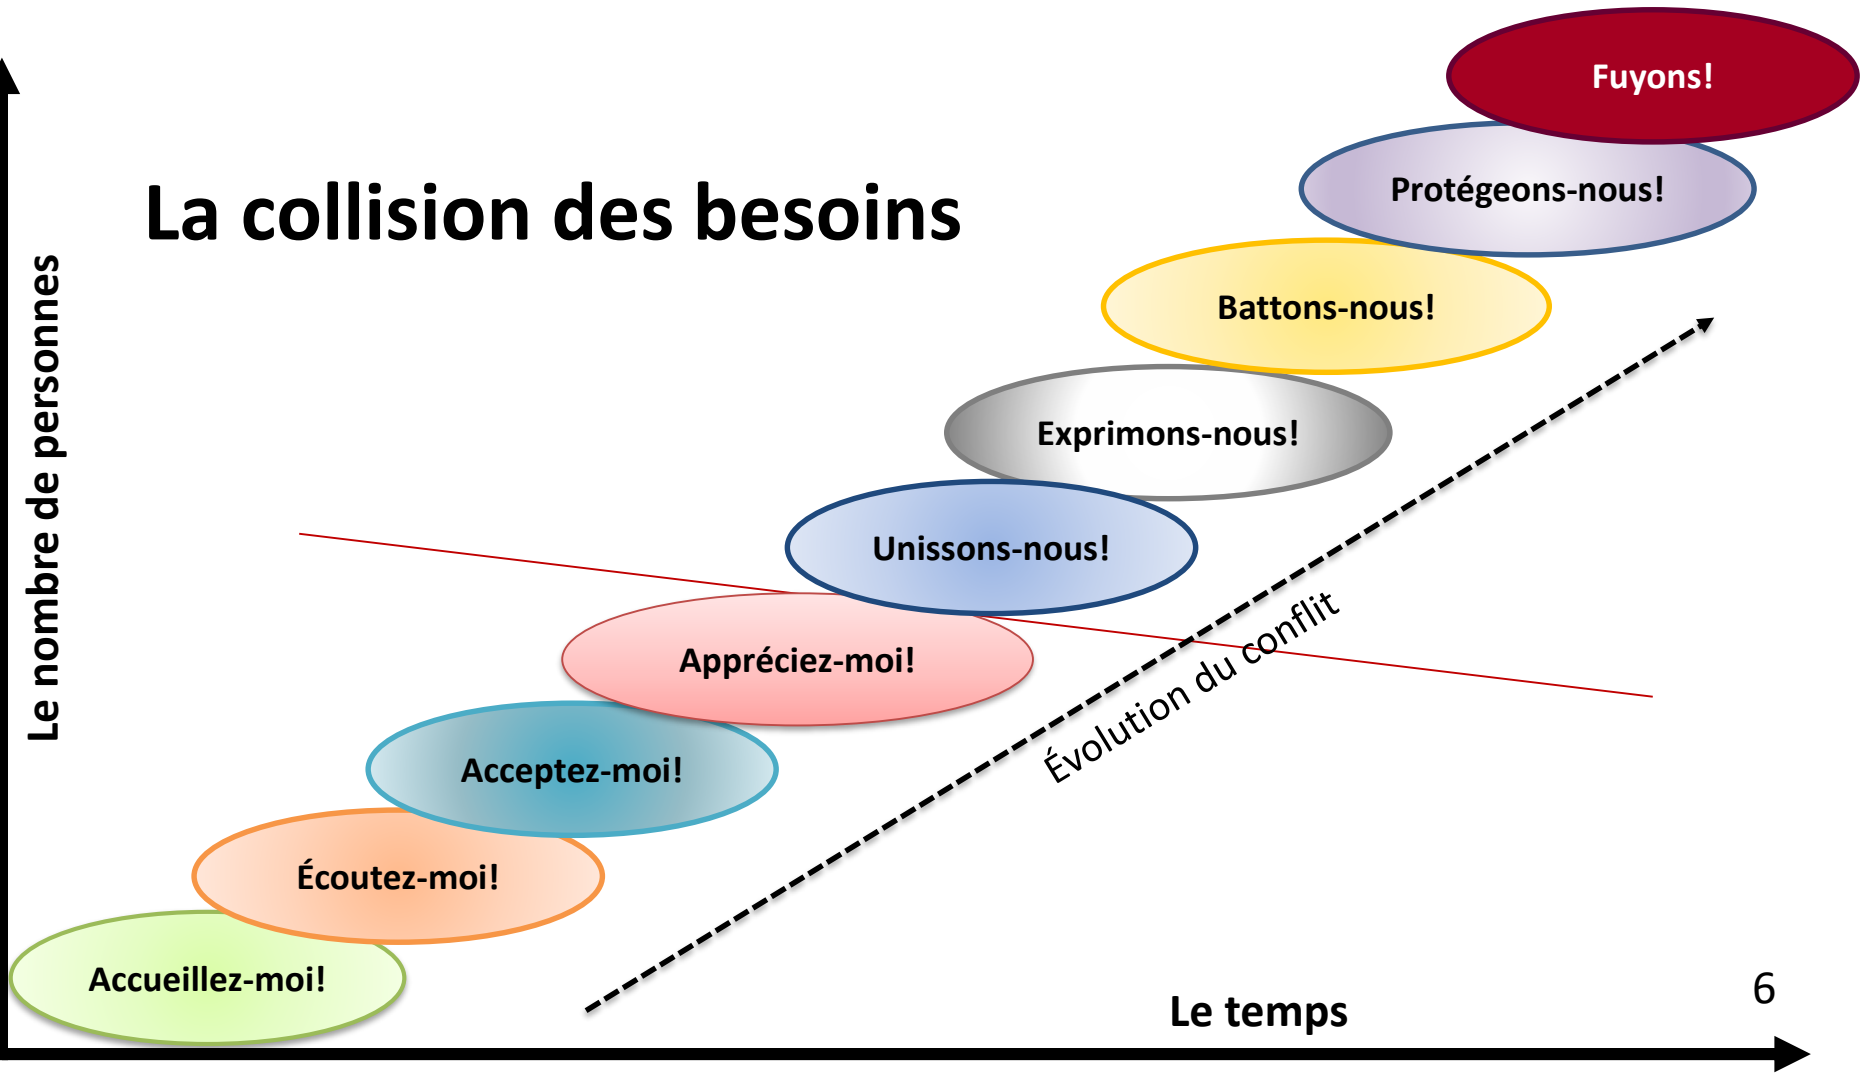 Fuyons!
Protégeons-nous!
La collision des besoins
Battons-nous!
Le nombre de personnes
Exprimons-nous!
Unissons-nous!
Évolution du conflit
Appréciez-moi!
Acceptez-moi!
Écoutez-moi!
Accueillez-moi!
Le temps
6